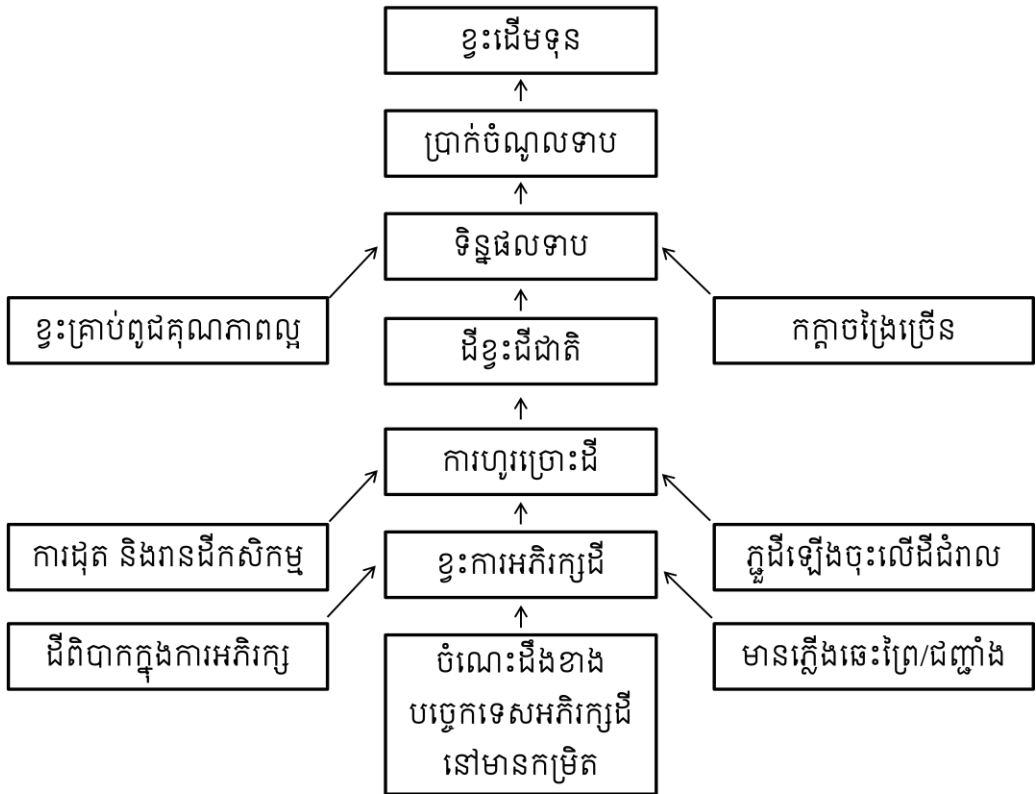 ខ្វះដើមទុន
ប្រាក់ចំណូលទាប
ទិន្នផលទាប
ខ្វះគ្រាប់ពូជគុណភាពល្អ
កក្តាចង្រៃច្រើន
ដីខ្វះជីជាតិ
ការហូរច្រោះដី
ការដុត និងរានដីកសិកម្ម
ខ្វះការអភិរក្សដី
ភ្ជួដីឡើងចុះលើដីជំរាល
ដីពិបាកក្នុងការអភិរក្ស
ចំណេះដឹងខាង
បច្ចេកទេសអភិរក្សដី
នៅមានកម្រិត
មានភ្លើងឆេះព្រៃ/ជញ្ជាំង